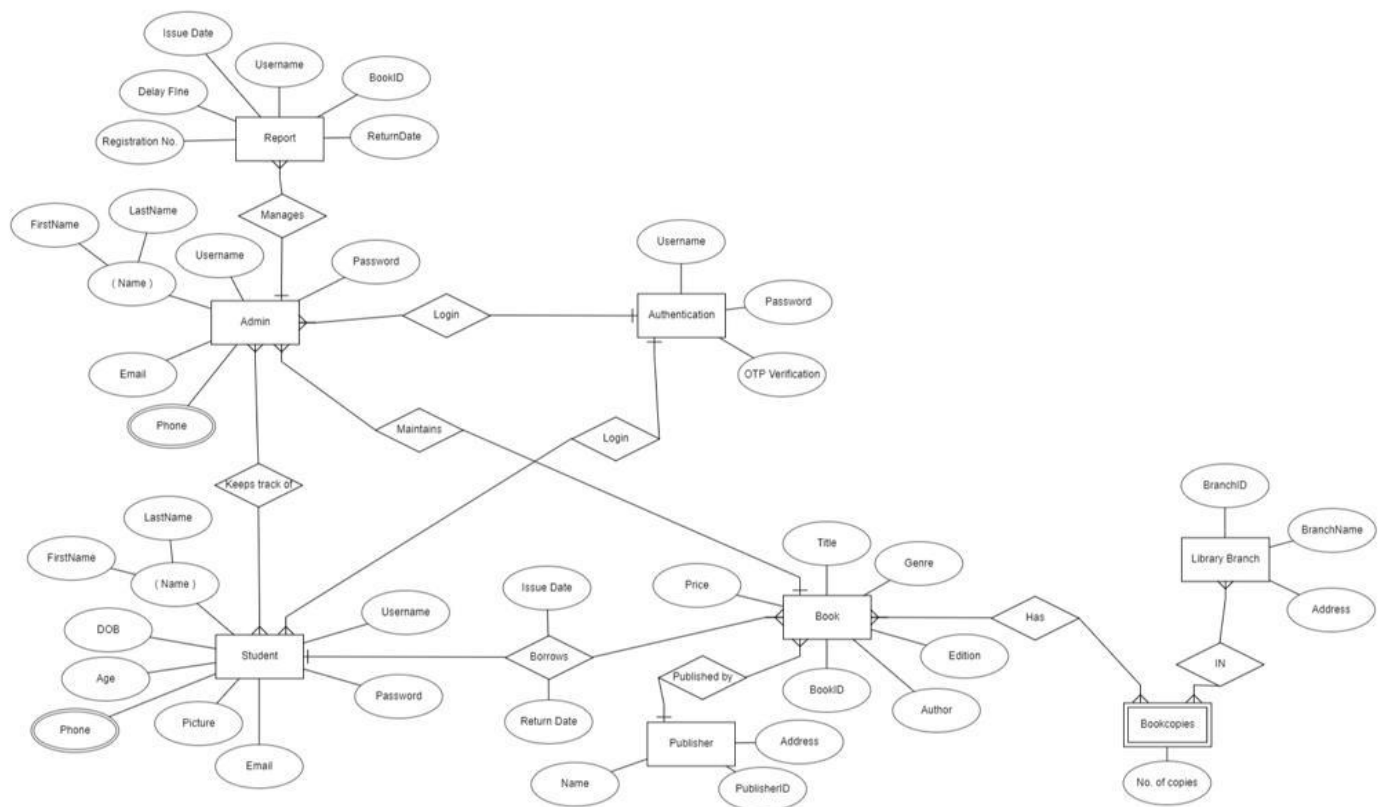 Issue Date
Username
BookID
Delay FIne
Report
ReturnDate
Registration No.
Manages
LastName
FirstName
Username
Password
( Name )
Admin
Login
Email
Phone
Username
Authentication
Password
OTP Verification
Maintains
Login
Keeps track of
LastName
FirstName
( Name )
DOB
Username
Age
Student
Phone
Picture
Password
Email
Issue Date
Borrows
Return Date
Title
Genre
Price
Book
Edition
BookID
Author
Published by
Publisher
Address
Name
PublisherID
Has
BranchID
BranchName
Library Branch
Address
IN
Bookcopies
No. of copies